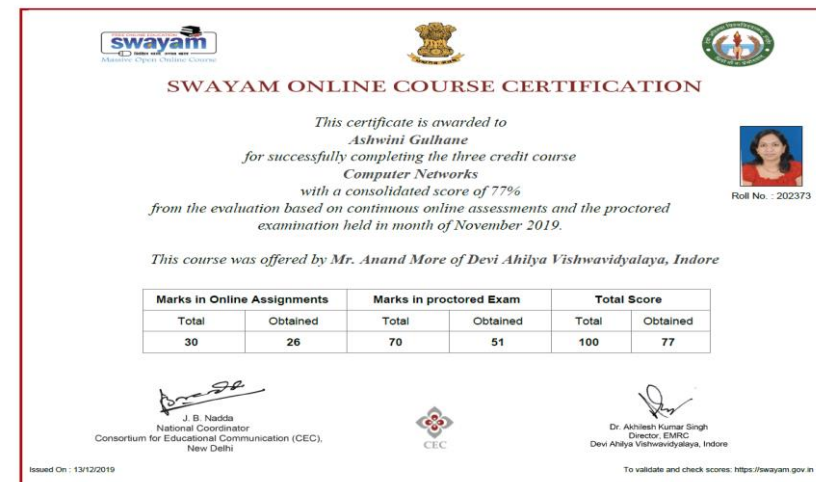 swayam
Massive Open Online Course
SWAYAM ONLINE COURSE CERTIFICATION
This certificate is awarded to
Ashwini Gulhane
for successfully completing the three credit course
Computer Networks
with a consolidated score of 77%
from the evaluation based on continuous online assessments and the proctored
examination held in month of November 2019.
Roll No. : 202373
This course was offered by Mr. Anand More of Devi Ahilya Vishwavidyalaya, Indore
Marks in Online Assignments Marks in proctored Exam Total Score
Total Obtained Total Obtained Total Obtained
30 26 70 51 100 77
J. B. Nadda
National Coordinator
Consortium for Educational Communication (CEC),
New Delhi
CEC
Dr. Akhilesh Kumar Singh
Director, EMRC
Devi Ahilya Vishwavidyalaya, Indore
Issued On : 13/12/2019
To validate and check scores: https://swayam.gov.in